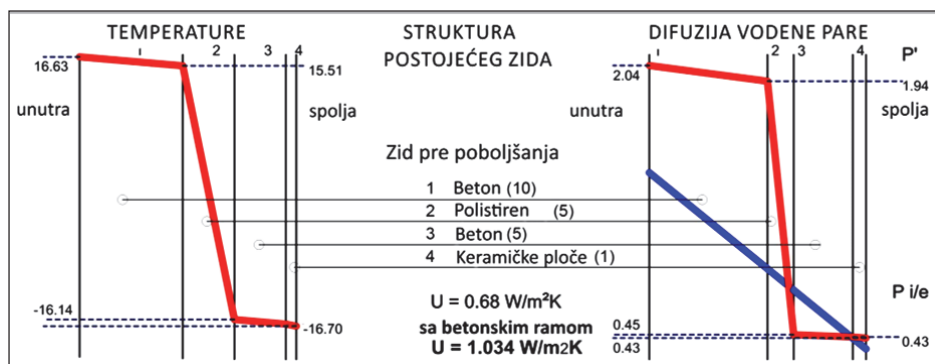 TEMPERATURE
1 2 3 4
16.63
15.51
unutra
spolja
-16.14
-16.70
STRUKTURA
POSTOJEĆEG ZIDA
Zid pre poboljšanja
1 Beton (10)
2 Polistiren (5)
3 Beton (5)
4 Keramičke ploče (1)
U = 0.68 W/m²K
sa betonskim ramom
U = 1.034 W/m2K
DIFUZIJA VODENE PARE
1 2 3 4 P'
2.04
1.94
unutra
spolja
P i/e
0.45
0.43
0.43